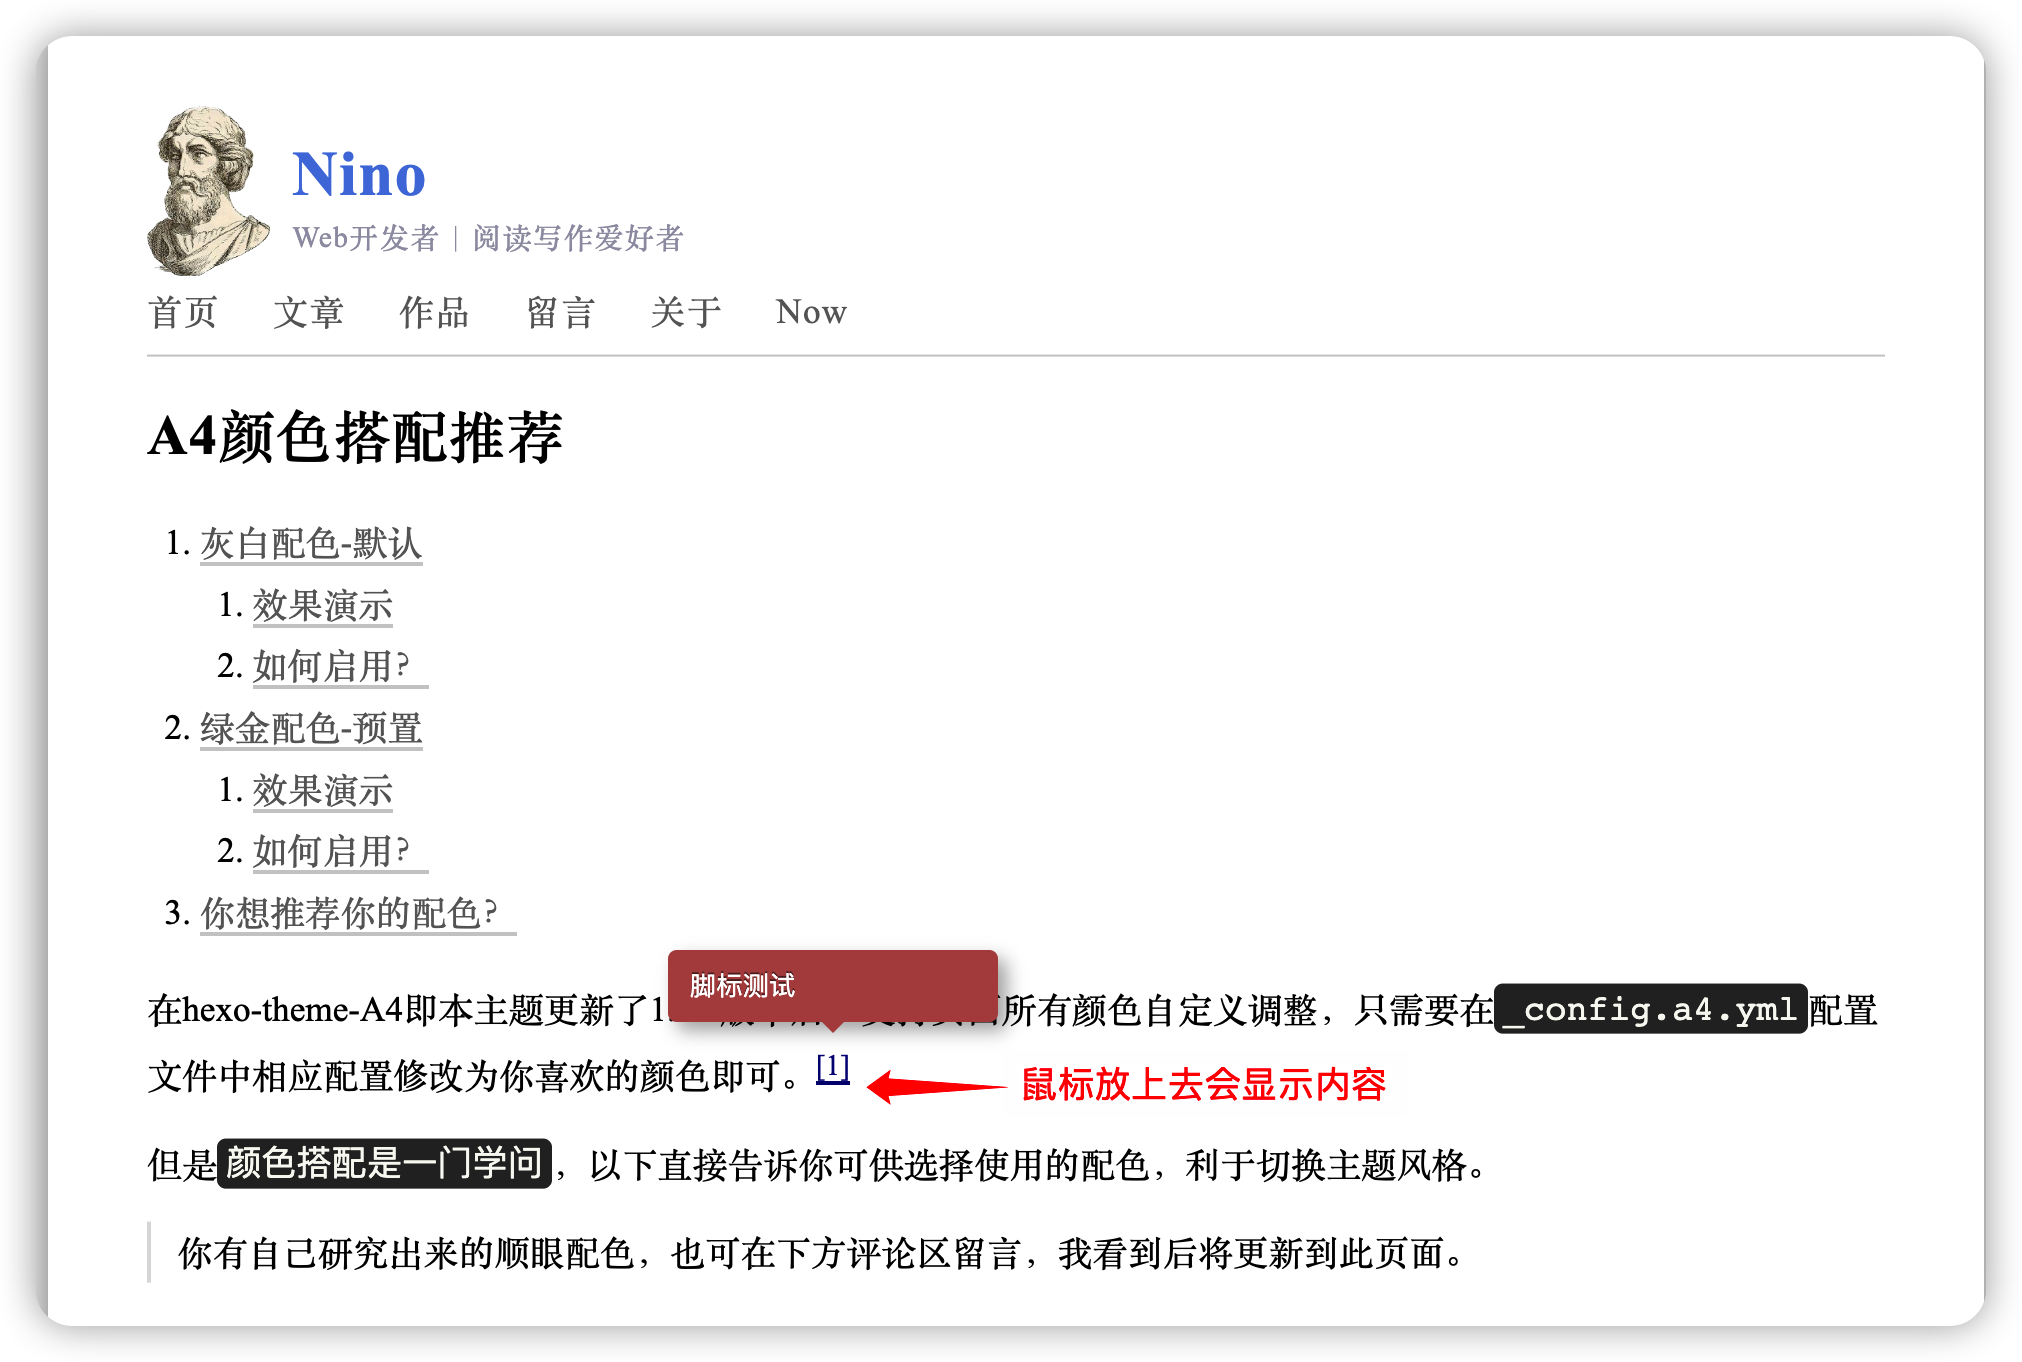 Nino
Web开发者 | 阅读写作爱好者
首页 文章 作品 留言 关于 Now
A4颜色搭配推荐
1. 灰白配色-默认
1. 效果演示
2. 如何启用？
2. 绿金配色-预置
1. 效果演示
2. 如何启用？
3. 你想推荐你的配色？
脚标测试
在hexo-theme-A4即本主题更新了1. 所有颜色自定义调整，只需要在_config.a4.yml配置
文件中相应配置修改为你喜欢的颜色即可。[1]
鼠标放上去会显示内容
但是颜色搭配是一门学问，以下直接告诉你可供选择使用的配色，利于切换主题风格。
你有自己研究出来的顺眼配色，也可在下方评论区留言，我看到后将更新到此页面。